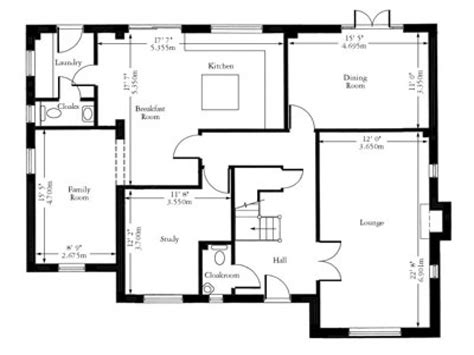 Laundry
17' 7"
5.355m
Kitchen
17' 7"
5.350m
15' 5"
4.695m
Dining
Room
11' 0"
3.350m
Cloaks
Breakfast
Room
12' 0"
3.650m
15' 5"
4.700m
Family
Room
11' 8"
3.550m
Lounge
12' 2"
3.700m
Study
8' 9"
2.675m
Cloakroom
Hall
22' 8"
6.901m